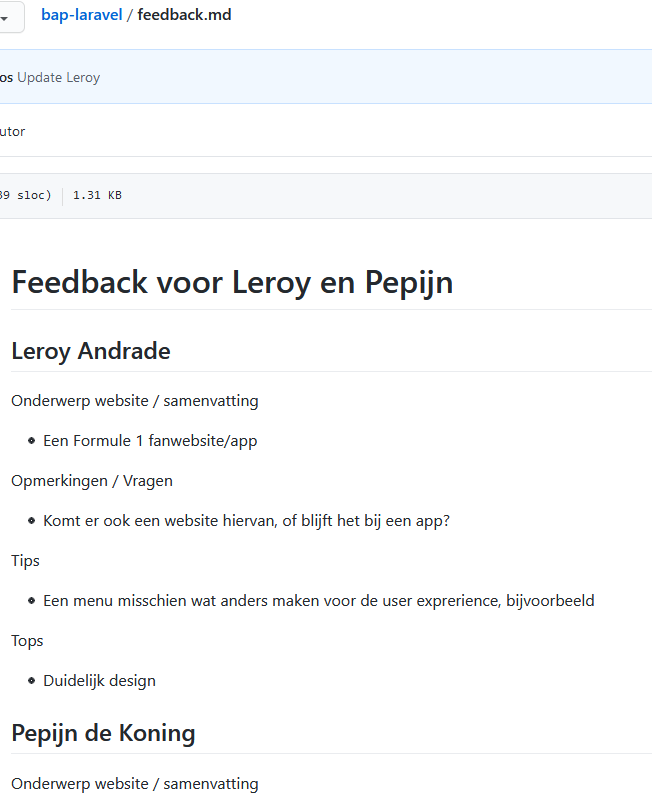 bap-laravel / feedback.md
os Update Leroy
utor
39 sloc) 1.31 KB
Feedback voor Leroy en Pepijn
Leroy Andrade
Onderwerp website / samenvatting
Een Formule 1 fanwebsite/app
Opmerkingen / Vragen
Komt er ook een website hiervan, of blijft het bij een app?
Tips
Een menu misschien wat anders maken voor de user exprerience, bijvoorbeeld
Tops
Duidelijk design
Pepijn de Koning
Onderwerp website / samenvatting